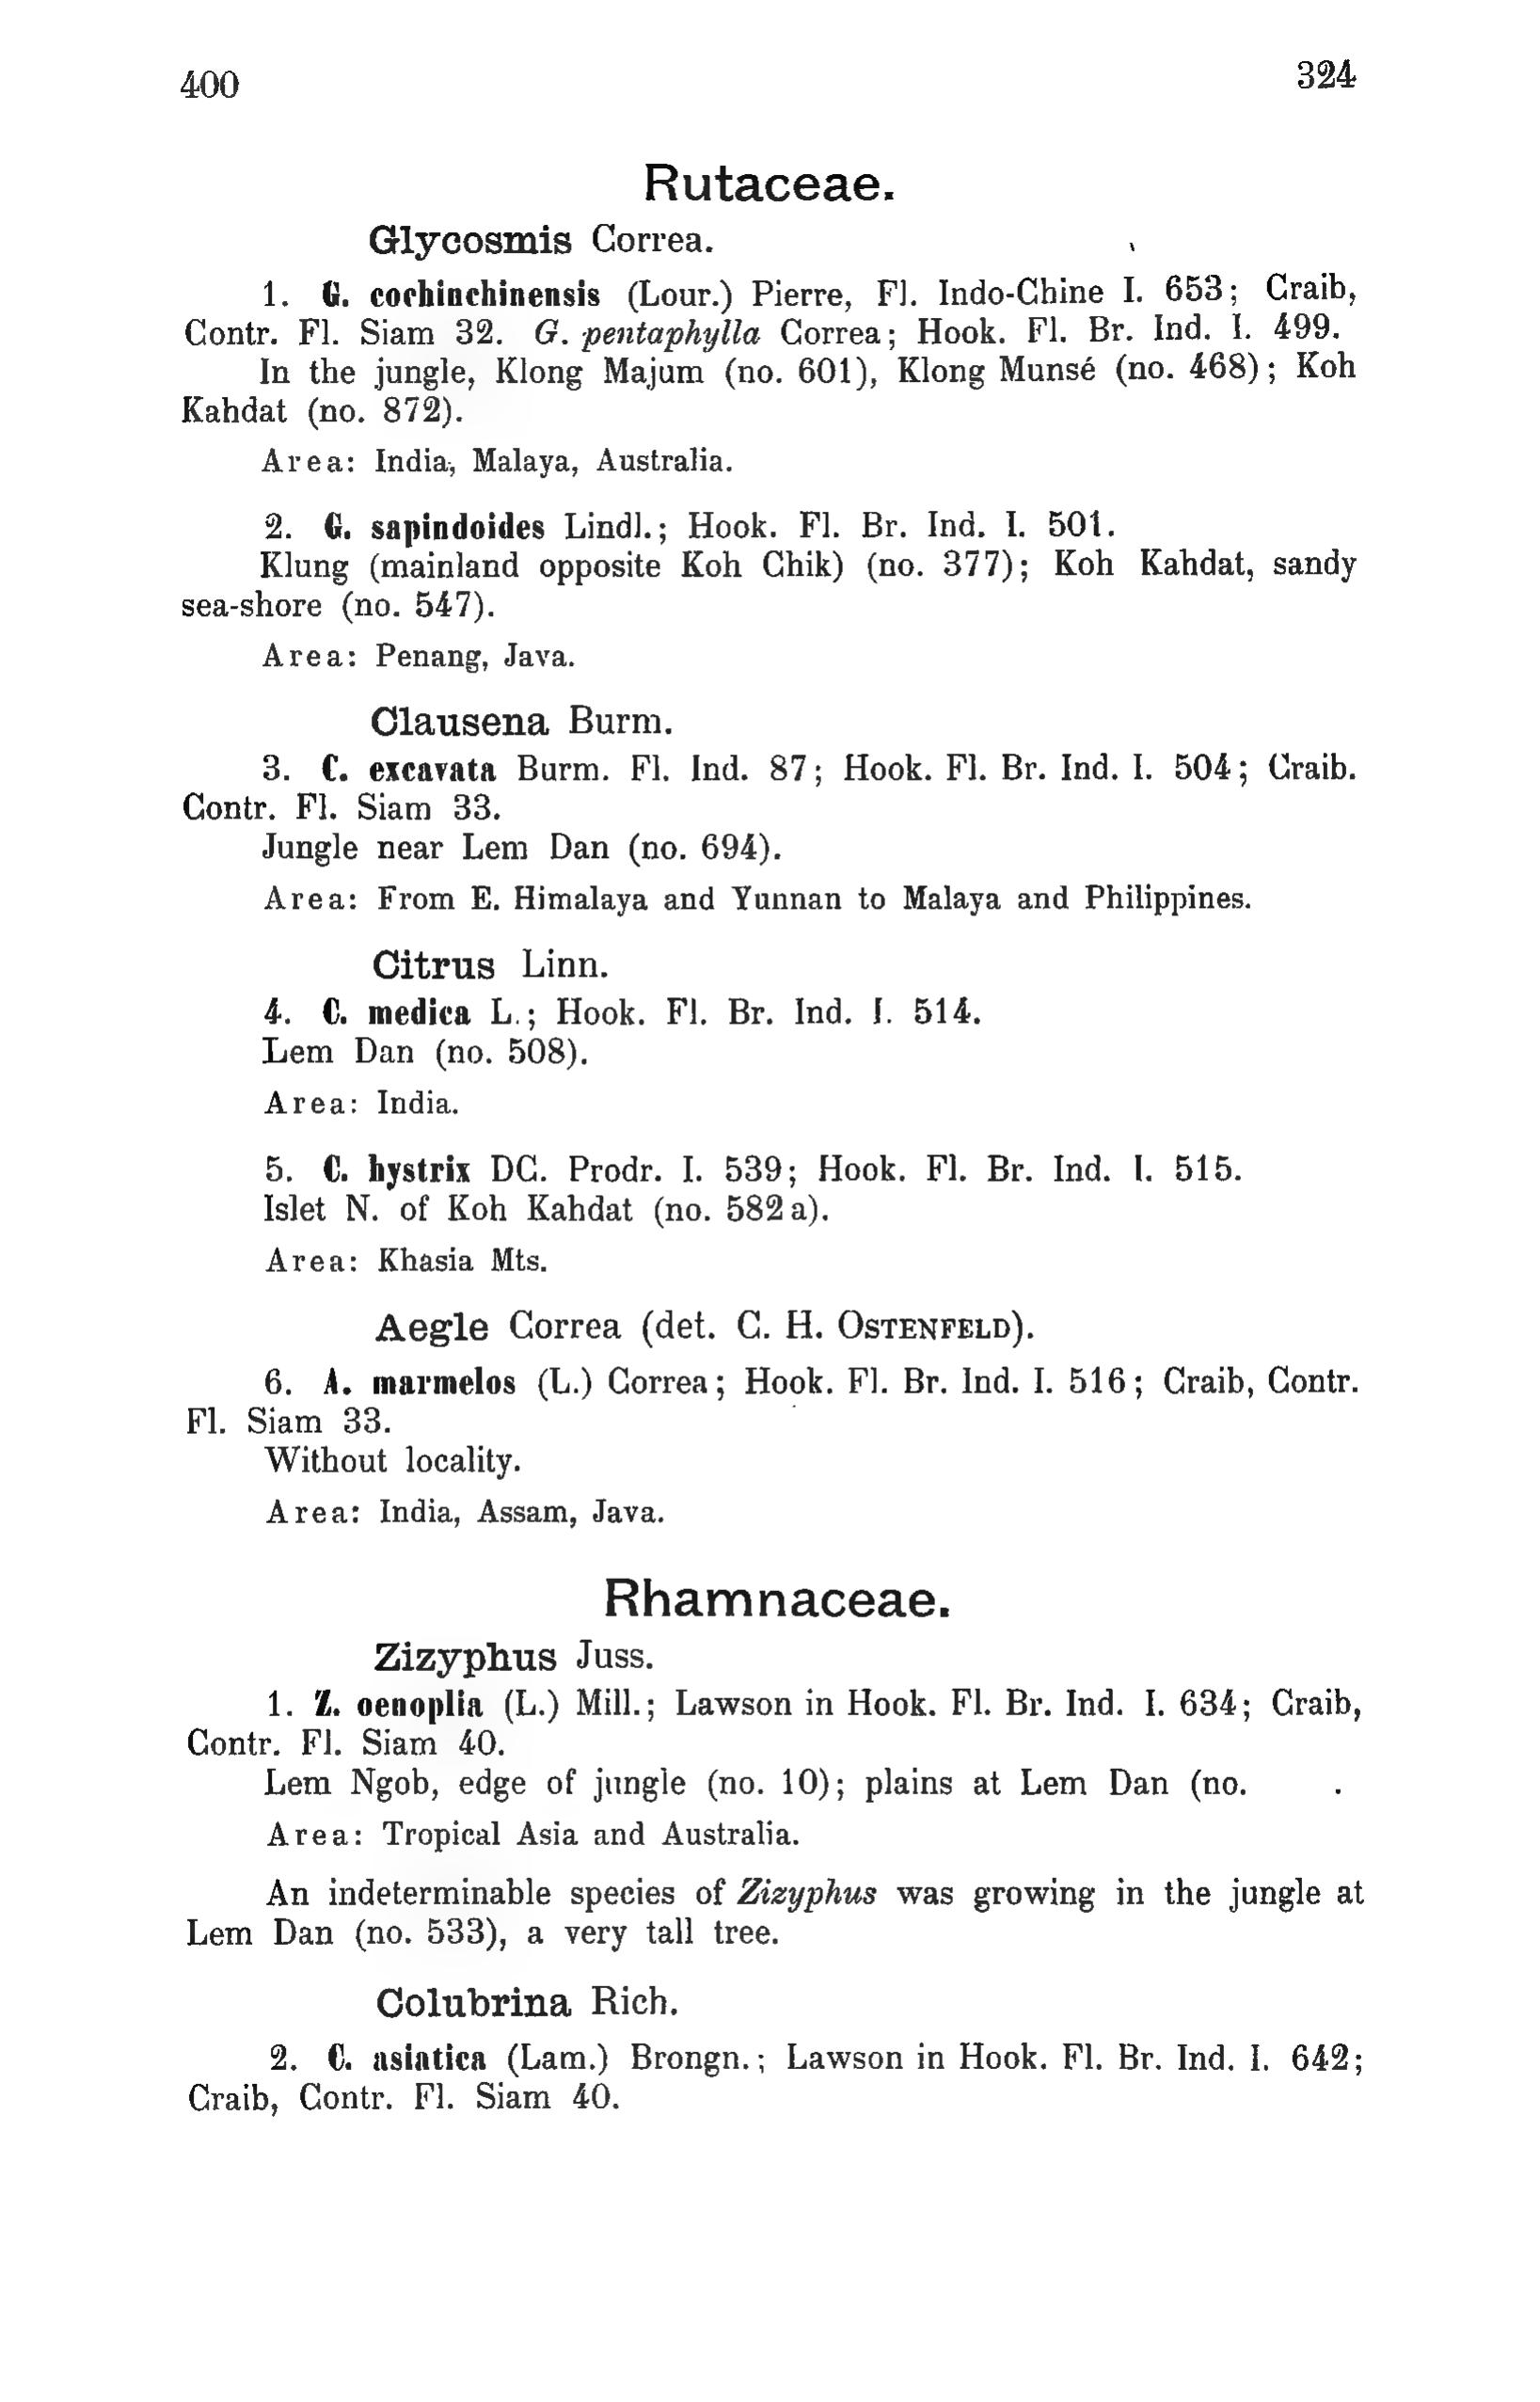 400 324
Rutaceae.
Glycosmis Correa.
1. G. cochinchinensis (Lour.) Pierre, Fl. Indo-Chine I. 653; Craib,
Contr. Fl. Siam 32. G. pentaphylla Correa; Hook. Fl. Br. Ind. I. 499.
In the jungle, Klong Majum (no. 601), Klong Munsé (no. 468); Koh
Kahdat (no. 872).
Area: India, Malaya, Australia.
2. G. sapindoides Lindl.; Hook. Fl. Br. Ind. I. 501.
Klung (mainland opposite Koh Chik) (no. 377); Koh Kahdat, sandy
sea-shore (no. 547).
Area: Penang, Java.
Clausena Burm.
3. C. excavata Burm. Fl. Ind. 87; Hook. Fl. Br. Ind. I. 504; Craib.
Contr. Fl. Siam 33.
Jungle near Lem Dan (no. 694).
Area: From E. Himalaya and Yunnan to Malaya and Philippines.
Citrus Linn.
4. C. medica L.; Hook. Fl. Br. Ind. I. 514.
Lem Dan (no. 508).
Area: India.
5. C. hystrix DC. Prodr. I. 539; Hook. Fl. Br. Ind. I. 515.
Islet N. of Koh Kahdat (no. 582 a).
Area: Khasia Mts.
Aegle Correa (det. C. H. OSTENFELD).
6. A. marmelos (L.) Correa; Hook. Fl. Br. Ind. I. 516; Craib, Contr.
Fl. Siam 33.
Without locality.
Area: India, Assam, Java.
Rhamnaceae.
Zizyphus Juss.
1. Z. oenoplia (L.) Mill.; Lawson in Hook. Fl. Br. Ind. I. 634; Craib,
Contr. Fl. Siam 40.
Lem Ngob, edge of jungle (no. 10); plains at Lem Dan (no. .
Area: Tropical Asia and Australia.
An indeterminable species of Zizyphus was growing in the jungle at
Lem Dan (no. 533), a very tall tree.
Colubrina Rich.
2. C. asiatica (Lam.) Brongn.; Lawson in Hook. Fl. Br. Ind. I. 642;
Craib, Contr. Fl. Siam 40.